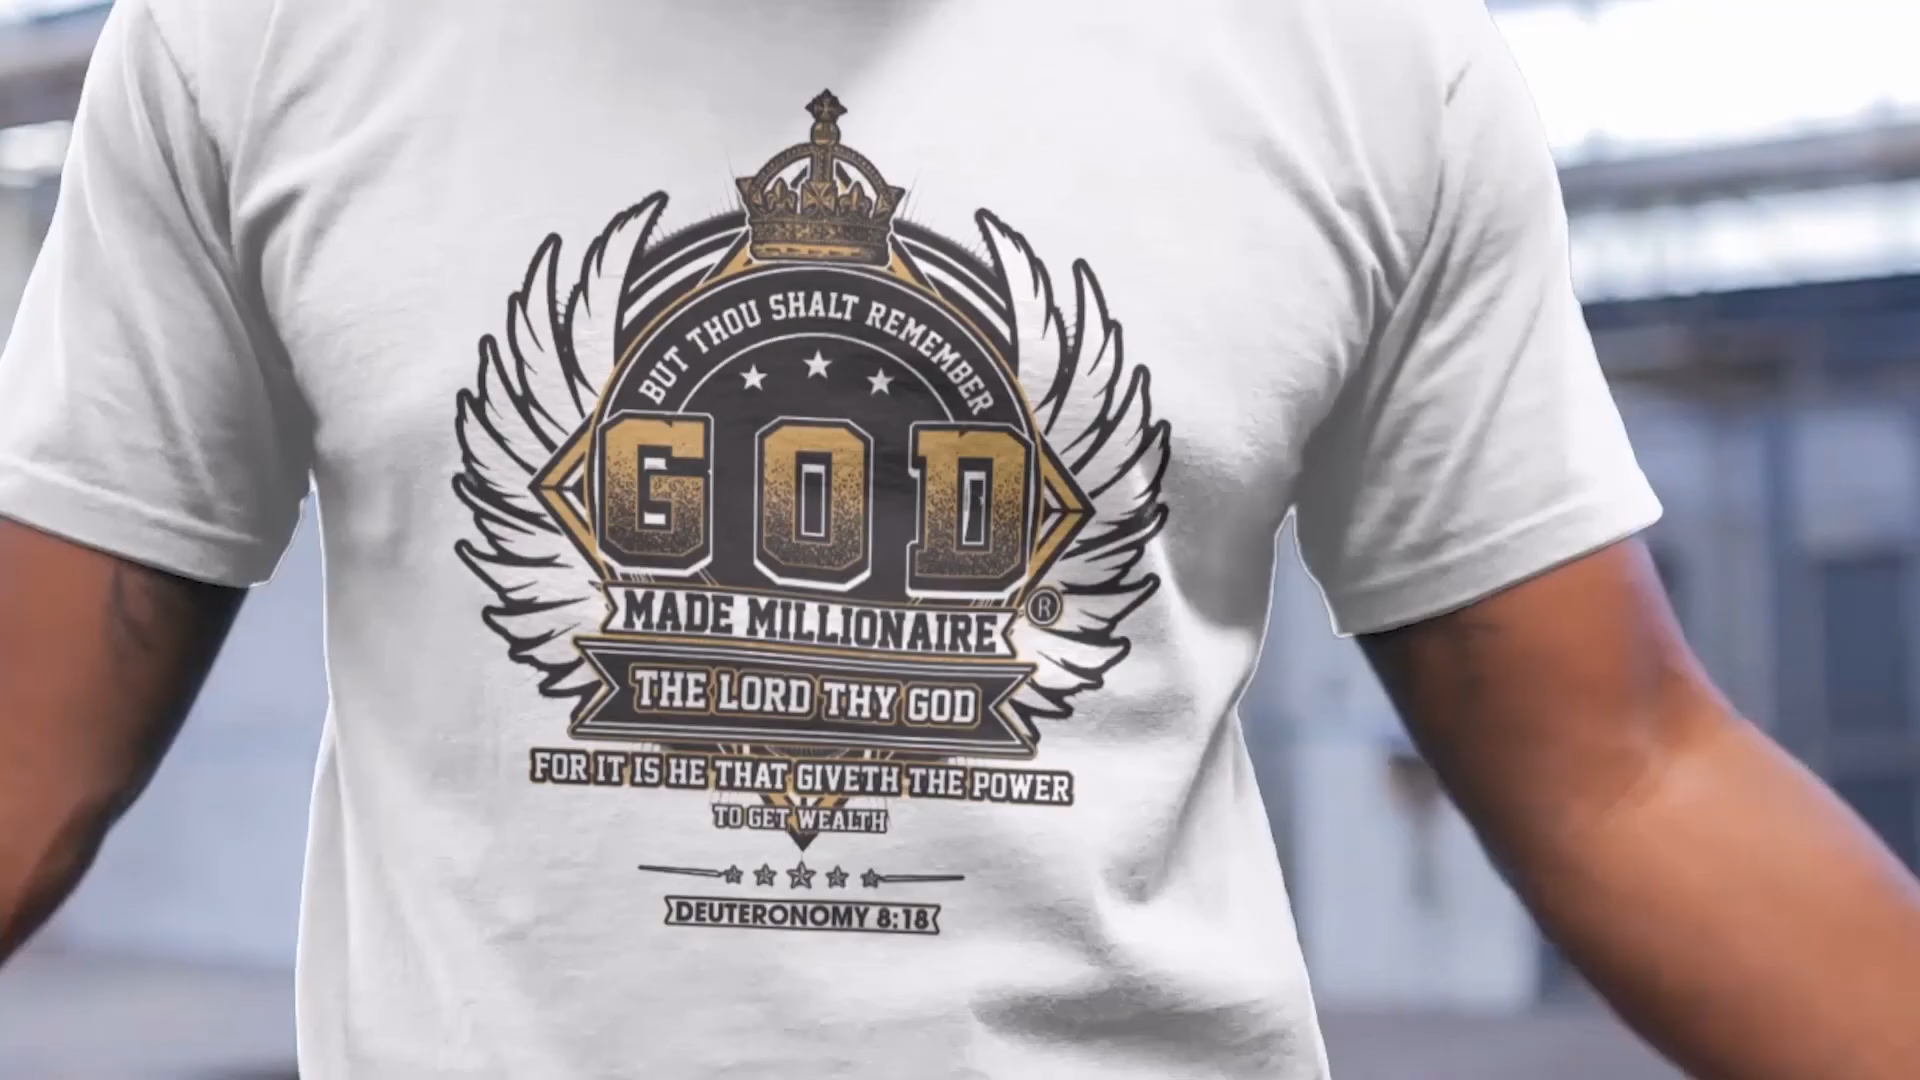 BUT THOU SHALT REMEMBER
GOD
MADE MILLIONAIRE ®
THE LORD THY GOD
FOR IT IS HE THAT GIVETH THE POWER
TO GET WEALTH
DEUTERONOMY 8:18